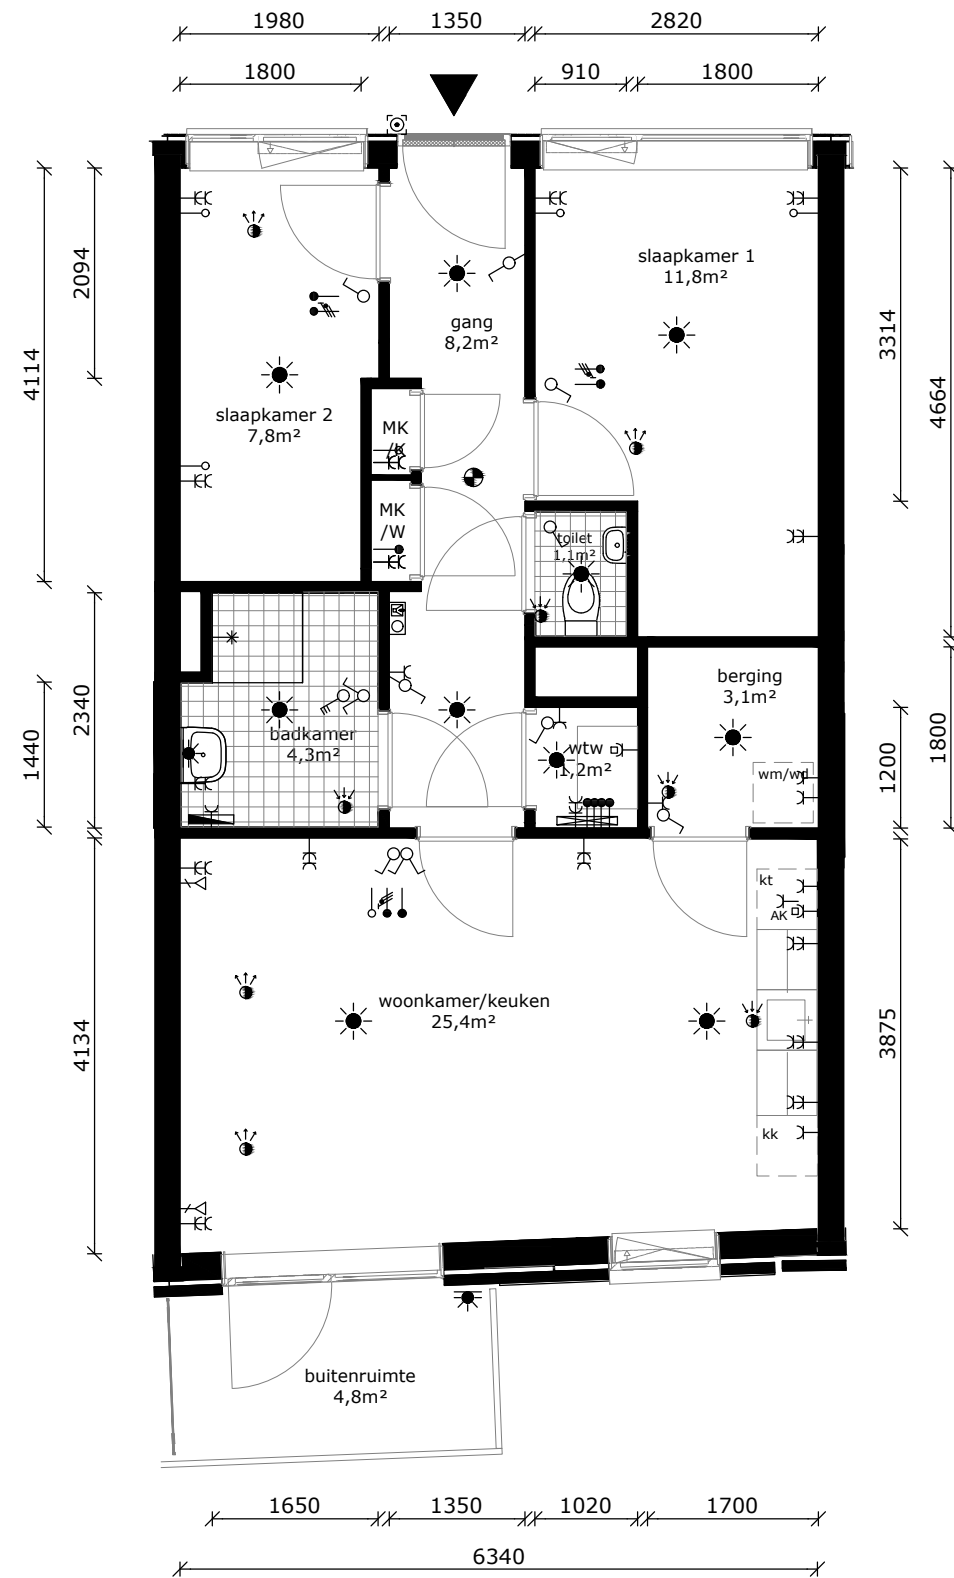 1980 1350 2820
1800 910 1800
slaapkamer 1
11,8m²
gang
8,2m²
2094
4114
3314
4664
slaapkamer 2
7,8m²
MK
/K
MK
/W
toilet
1,1m²
berging
3,1m²
badkamer
4,3m²
wtw
1,2m²
wm/wd
2340
1440
1200
1800
kt
AK
woonkamer/keuken
25,4m²
4134
3875
kk
buitenruimte
4,8m²
1650 1350 1020 1700
6340